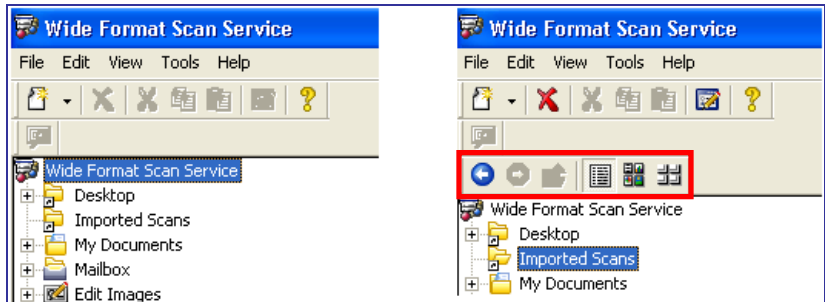 Wide Format Scan Service
File Edit View Tools Help
Wide Format Scan Service
Desktop
Imported Scans
My Documents
Mailbox
Edit Images
Wide Format Scan Service
File Edit View Tools Help
Wide Format Scan Service
Desktop
Imported Scans
My Documents